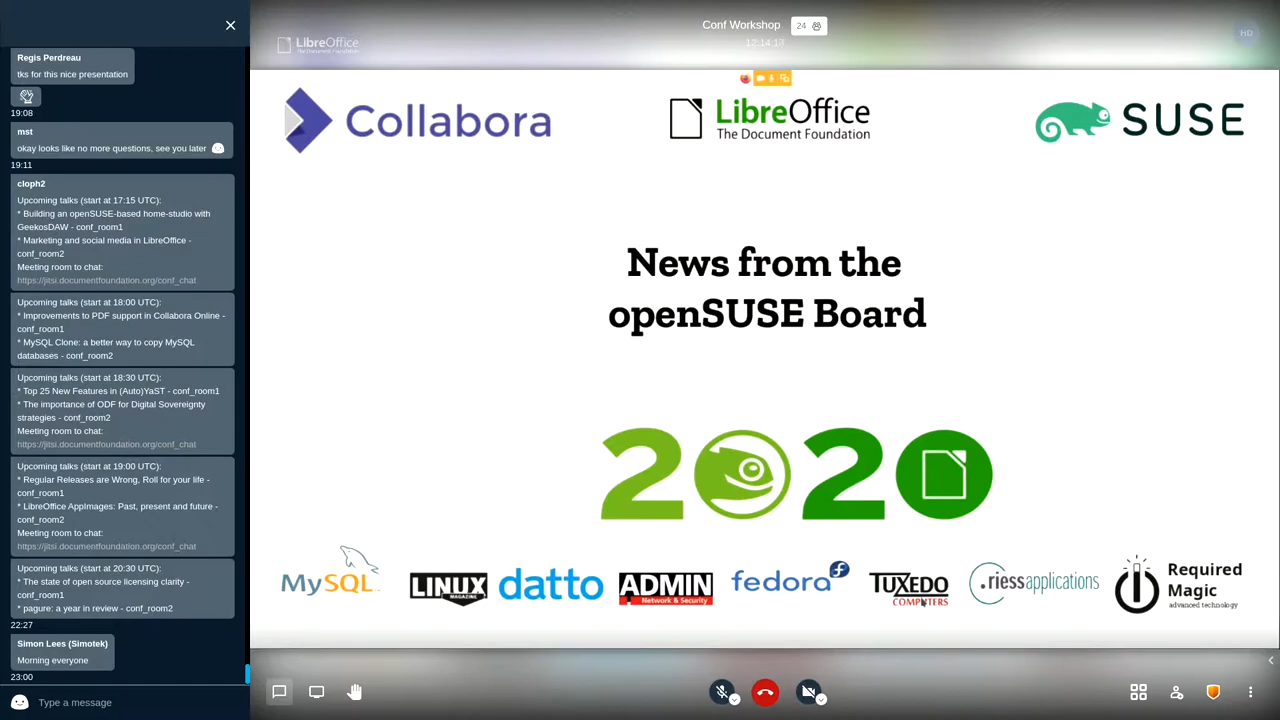 Regis Perdreau
tks for this nice presentation
19:08
mst
okay looks like no more questions, see you later
19:11
cloph2
Upcoming talks (start at 17:15 UTC):
* Building an openSUSE-based home-studio with
GeekosDAW - conf_room1
* Marketing and social media in LibreOffice -
conf_room2
Meeting room to chat:
https://jitsi.documentfoundation.org/conf_chat
Upcoming talks (start at 18:00 UTC):
* Improvements to PDF support in Collabora Online -
conf_room1
* MySQL Clone: a better way to copy MySQL
databases - conf_room2
Upcoming talks (start at 18:30 UTC):
* Top 25 New Features in (Auto)YaST - conf_room1
* The importance of ODF for Digital Sovereignty
strategies - conf_room2
Meeting room to chat:
https://jitsi.documentfoundation.org/conf_chat
Upcoming talks (start at 19:00 UTC):
* Regular Releases are Wrong, Roll for your life -
conf_room1
* LibreOffice AppImages: Past, present and future -
conf_room2
Meeting room to chat:
https://jitsi.documentfoundation.org/conf_chat
Upcoming talks (start at 20:30 UTC):
* The state of open source licensing clarity -
conf_room1
* pagure: a year in review - conf_room2
22:27
Simon Lees (Simotek)
Morning everyone
23:00
Type a message
Conf Workshop 24
LibreOffice
The Document Foundation
HD
Collabora
LibreOffice
The Document Foundation
SUSE
News from the
openSUSE Board
2020
MySQL
LINUX
MAGAZINE
datto
ADMIN
Network & Security
fedora
TUXEDO
COMPUTERS
.riessapplications
Required
Magic
advanced technology